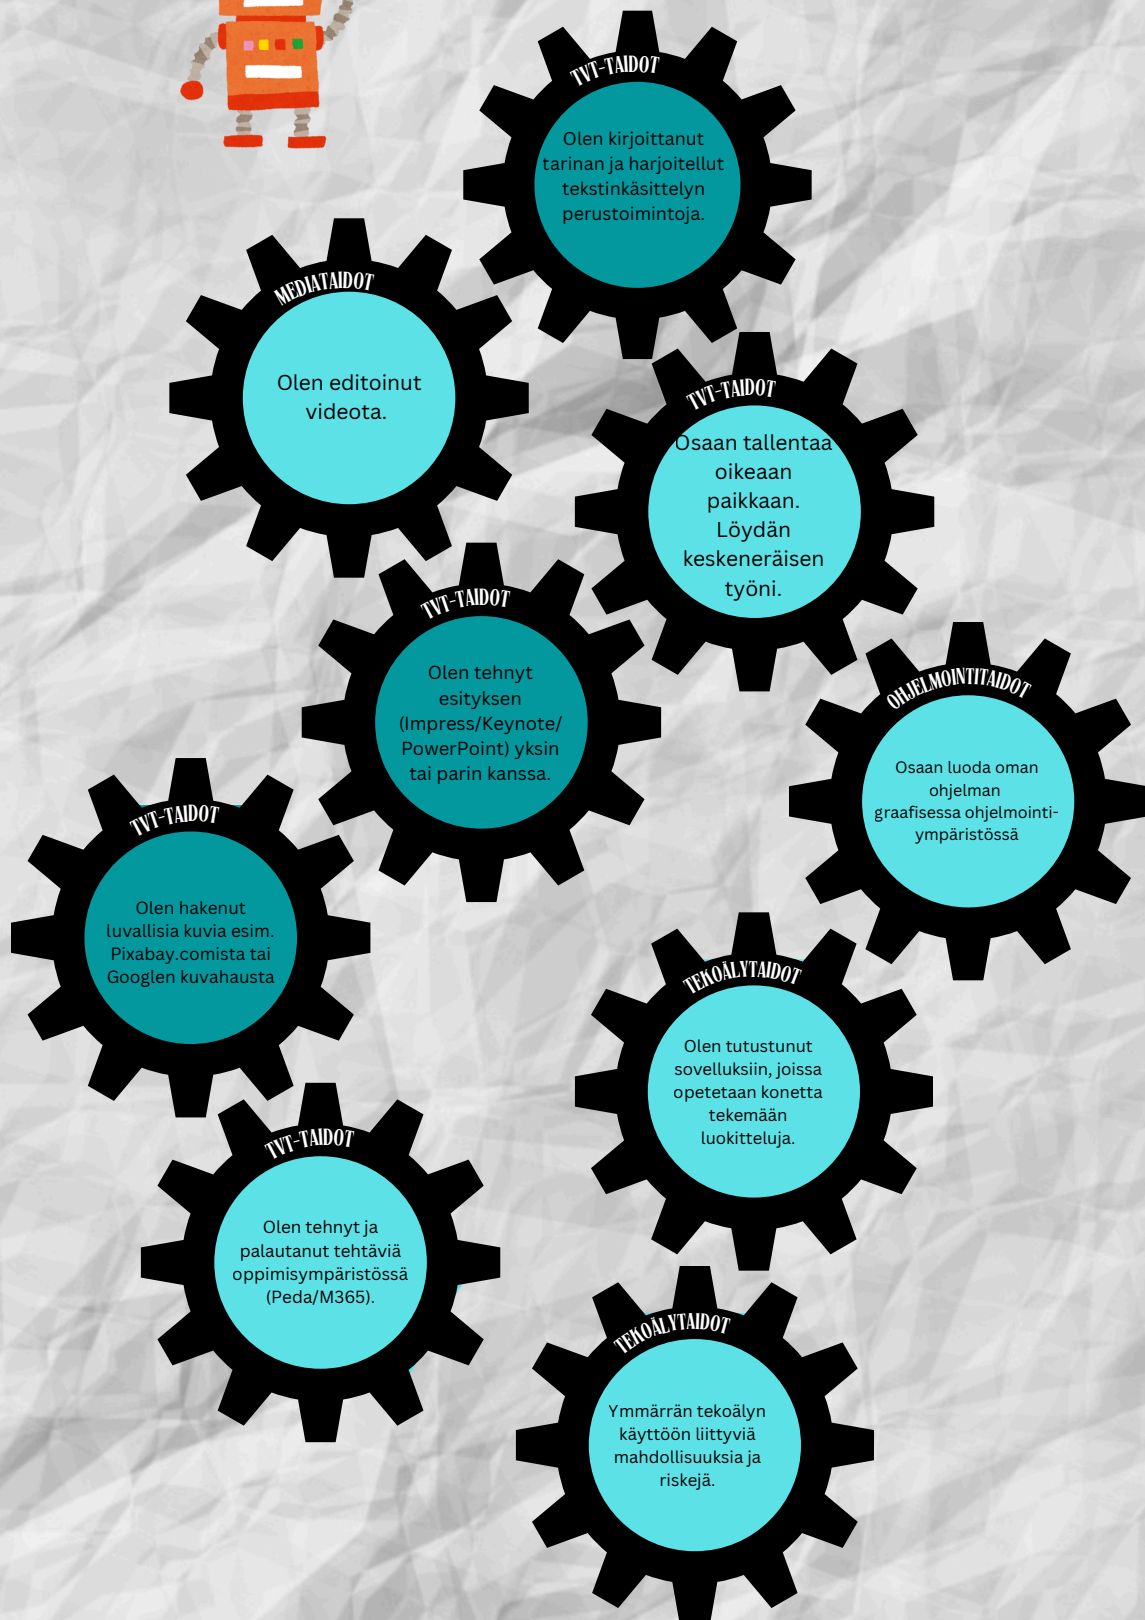 TVT-TAIDOT
Olen kirjoittanut
tarinan ja harjoitellut
tekstinkäsittelyn
perustoimintoja.
MEDIATAIDOT
Olen editoinut
videota.
TVT-TAIDOT
Osaan tallentaa
oikeaan
paikkaan.
Löydän
keskeneräisen
työni.
TVT-TAIDOT
Olen tehnyt
esityksen
(Impress/Keynote/
PowerPoint) yksin
tai parin kanssa.
OHJELMOINTITAIDOT
Osaan luoda oman
ohjelman
graafisessa ohjelmointi-
ympäristössä
TVT-TAIDOT
Olen hakenut
luvallisia kuvia esim.
Pixabay.comista tai
Googlen kuvahausta
TEKOÄLYTAIDOT
Olen tutustunut
sovelluksiin, joissa
opetetaan konetta
tekemään
luokitteluja.
TVT-TAIDOT
Olen tehnyt ja
palautanut tehtäviä
oppimisympäristössä
(Peda/M365).
TEKOÄLYTAIDOT
Ymmärrän tekoälyn
käyttöön liittyviä
mahdollisuuksia ja
riskejä.